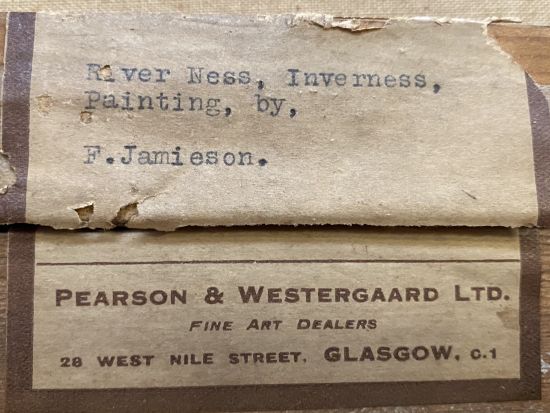 River Ness, Inverness,
Painting, by,
F.Jamieson.
PEARSON & WESTERGAARD LTD.
FINE ART DEALERS
28 WEST NILE STREET, GLASGOW, C.1